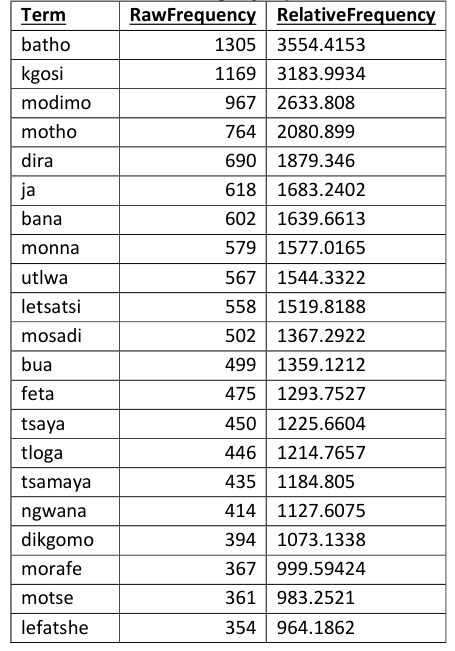 Term RawFrequency RelativeFrequency
batho 1305 3554.4153
kgosi 1169 3183.9934
modimo 967 2633.808
motho 764 2080.899
dira 690 1879.346
ja 618 1683.2402
bana 602 1639.6613
monna 579 1577.0165
utlwa 567 1544.3322
letsatsi 558 1519.8188
mosadi 502 1367.2922
bua 499 1359.1212
feta 475 1293.7527
tsaya 450 1225.6604
tloga 446 1214.7657
tsamaya 435 1184.805
ngwana 414 1127.6075
dikgomo 394 1073.1338
morafe 367 999.59424
motse 361 983.2521
lefatshe 354 964.1862